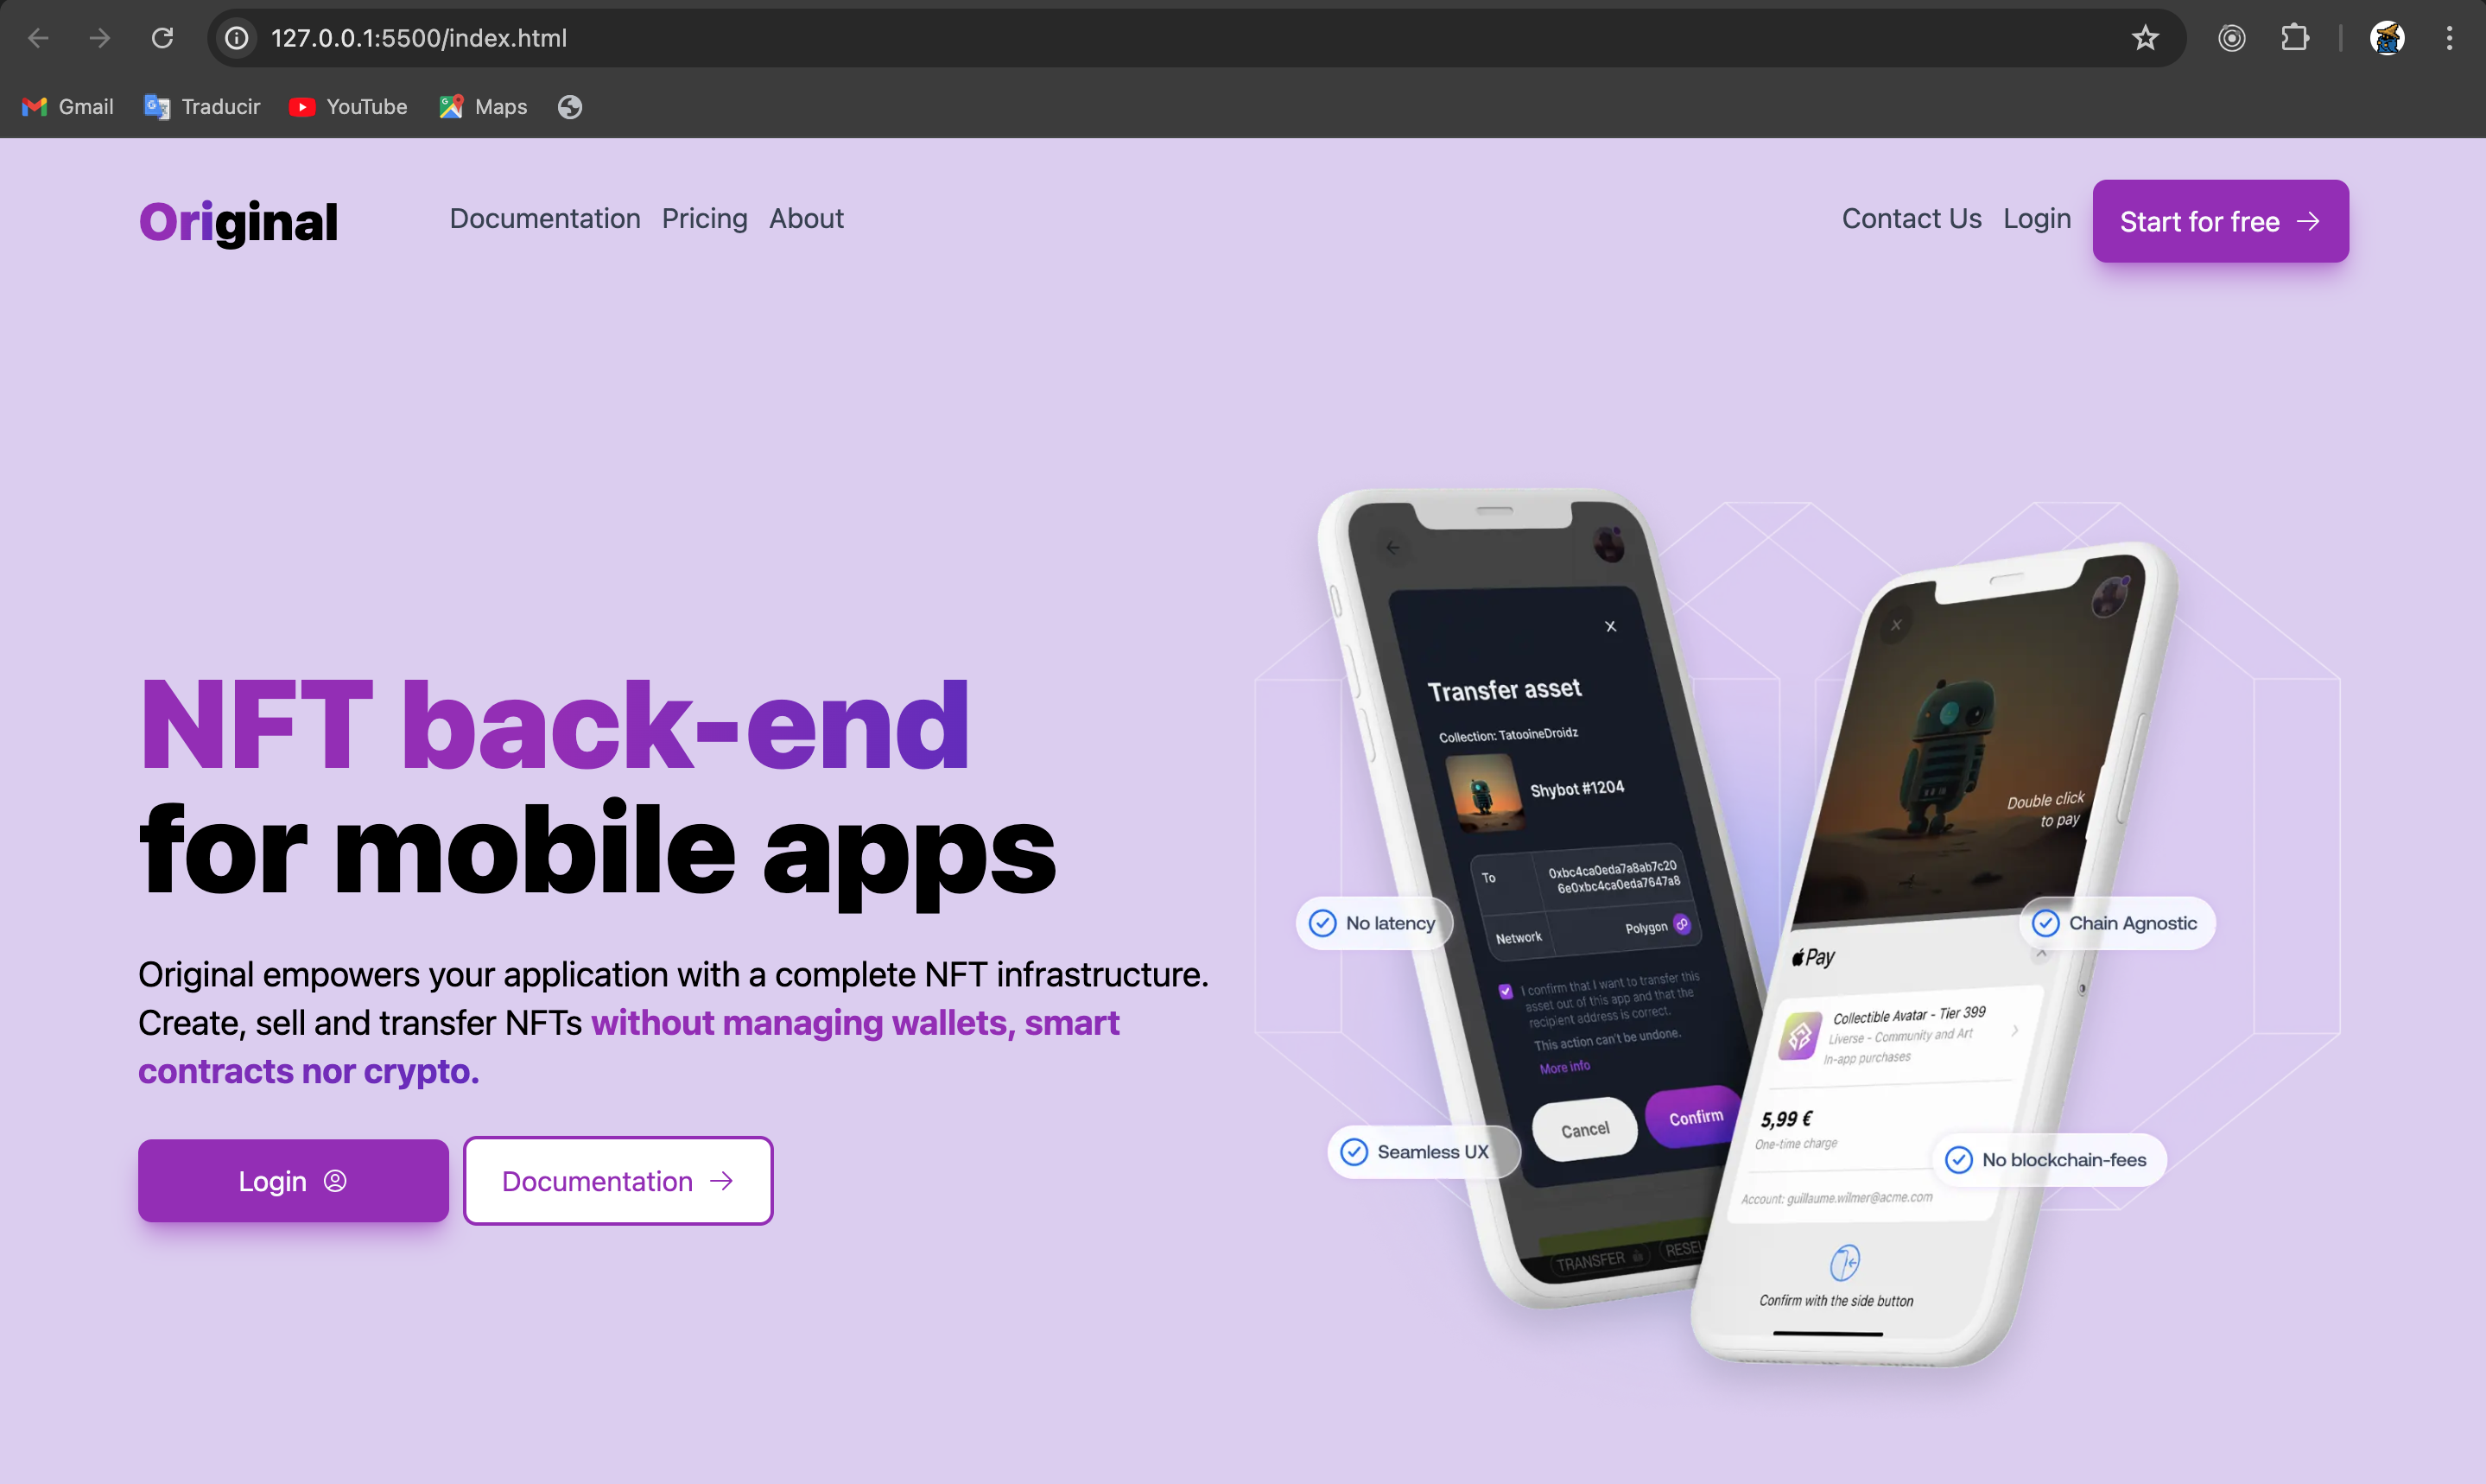 127.0.0.1:5500/index.html
Gmail
Traducir
YouTube
Maps
Original
Documentation
Pricing
About
Contact Us
Login
Start for free
NFT back-end
for mobile apps
Original empowers your application with a complete NFT infrastructure.
Create, sell and transfer NFTs without managing wallets, smart
contracts nor crypto.
Login
Documentation
Transfer asset
Collection: TatooineDroidz
Shybot #1204
To
0xbc4ca0eda7a8ab7c20
6e0xbc4ca0eda7647a8
Network
Polygon
I confirm that I want to transfer this
asset out of this app and that the
recipient address is correct.
This action can't be undone.
More info
Cancel
Confirm
TRANSFER
No latency
Seamless UX
Double click
to pay
Chain Agnostic
Pay
Collectible Avatar - Tier 399
Liverse - Community and Art
In-app purchases
5,99 €
One-time charge
No blockchain-fees
Account: guillaume.wilmer@acme.com
Confirm with the side button